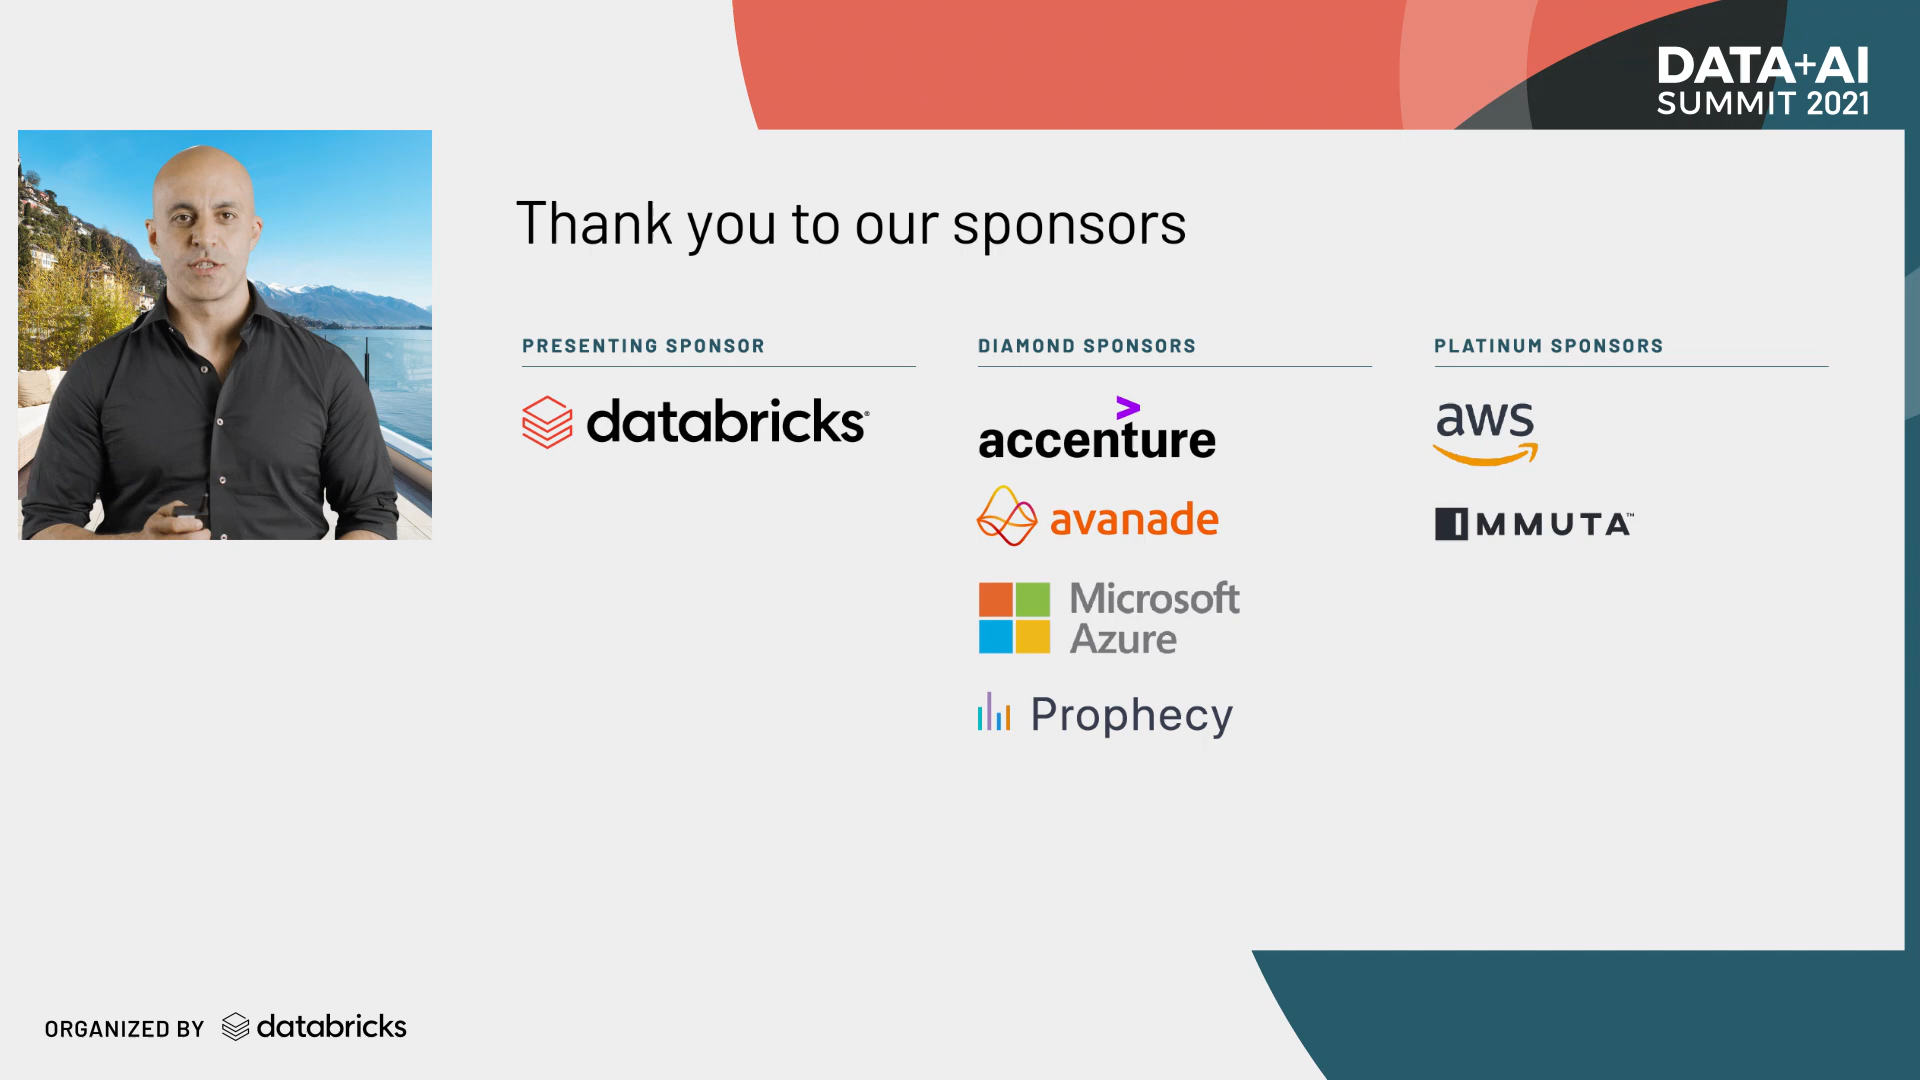 DATA+AI
SUMMIT 2021
Thank you to our sponsors
PRESENTING SPONSOR
databricks®
DIAMOND SPONSORS
accenture
avanade
Microsoft
Azure
Prophecy
PLATINUM SPONSORS
aws
IMMUTA™
ORGANIZED BY databricks